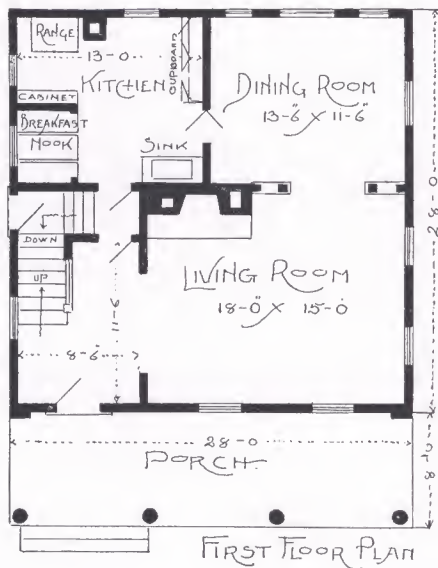 RANGE
13-0
KITCHEN
CUPBOARD
CABINET
BREAKFAST
NOOK
SINK
DINING ROOM
13-6" X 11-6"
28-0
DOWN
UP
11-6
8-6"
LIVING ROOM
18-0" X 15-0
28-0
PORCH
8-0
FIRST FLOOR PLAN